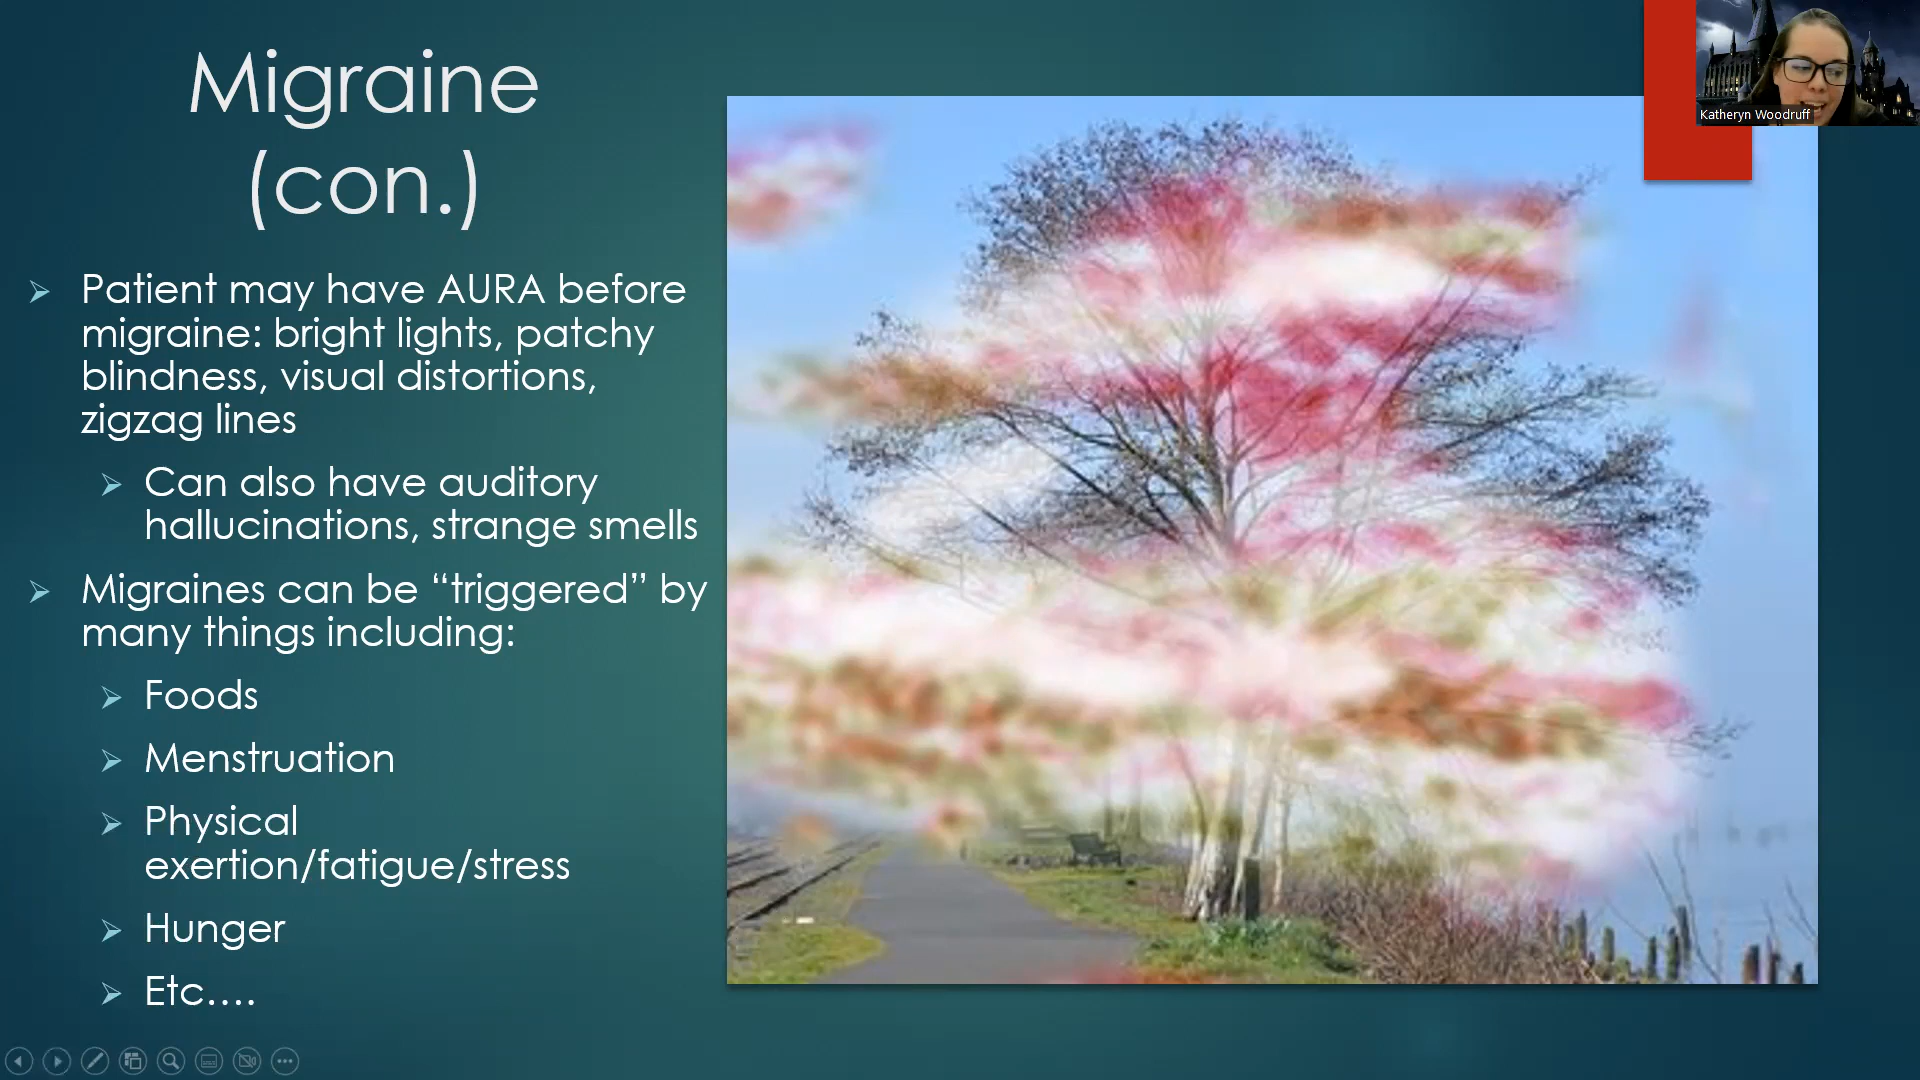 Migraine
(con.)
Patient may have AURA before
migraine: bright lights, patchy
blindness, visual distortions,
zigzag lines
Can also have auditory
hallucinations, strange smells
Migraines can be “triggered” by
many things including:
Foods
Menstruation
Physical
exertion/fatigue/stress
Hunger
Etc....
Katheryn Woodruff